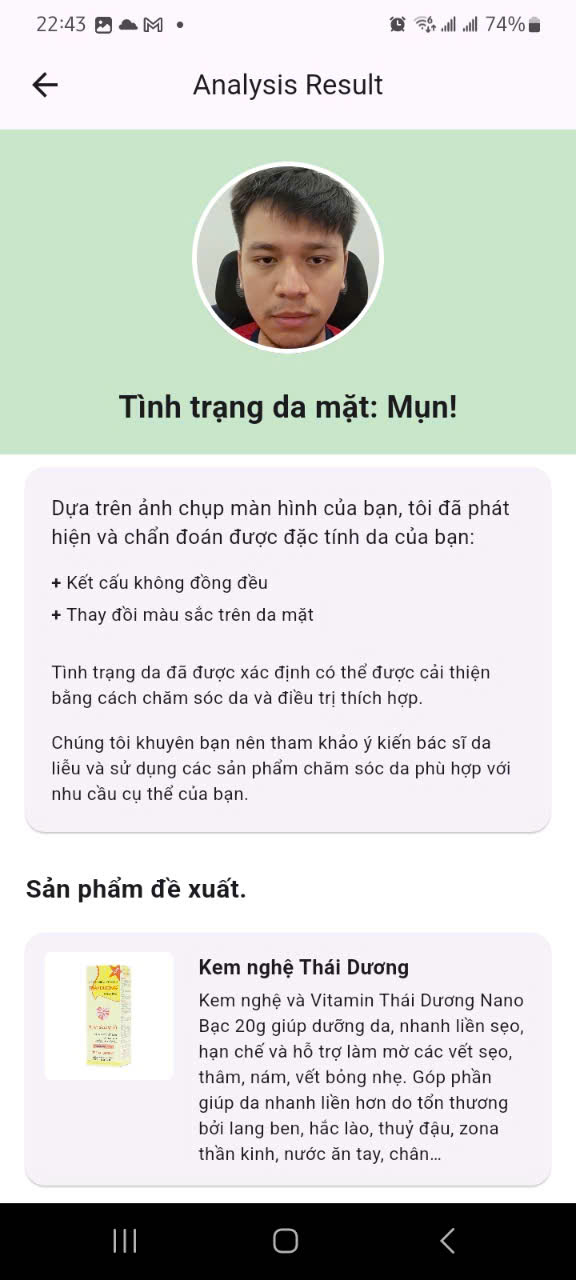 22:43
74%
Analysis Result
Tình trạng da mặt: Mụn!
Dựa trên ảnh chụp màn hình của bạn, tôi đã phát
hiện và chẩn đoán được đặc tính da của bạn:
+ Kết cấu không đồng đều
+ Thay đổi màu sắc trên da mặt
Tình trạng da đã được xác định có thể được cải thiện
bằng cách chăm sóc da và điều trị thích hợp.
Chúng tôi khuyên bạn nên tham khảo ý kiến bác sĩ da
liễu và sử dụng các sản phẩm chăm sóc da phù hợp với
nhu cầu cụ thể của bạn.
Sản phẩm đề xuất.
Kem nghệ Thái Dương
Kem nghệ và Vitamin Thái Dương Nano
Bạc 20g giúp dưỡng da, nhanh liền sẹo,
hạn chế và hỗ trợ làm mờ các vết sẹo,
thâm, nám, vết bỏng nhẹ. Góp phần
giúp da nhanh liền hơn do tổn thương
bởi lang ben, hắc lào, thuỷ đậu, zona
thần kinh, nước ăn tay, chân...